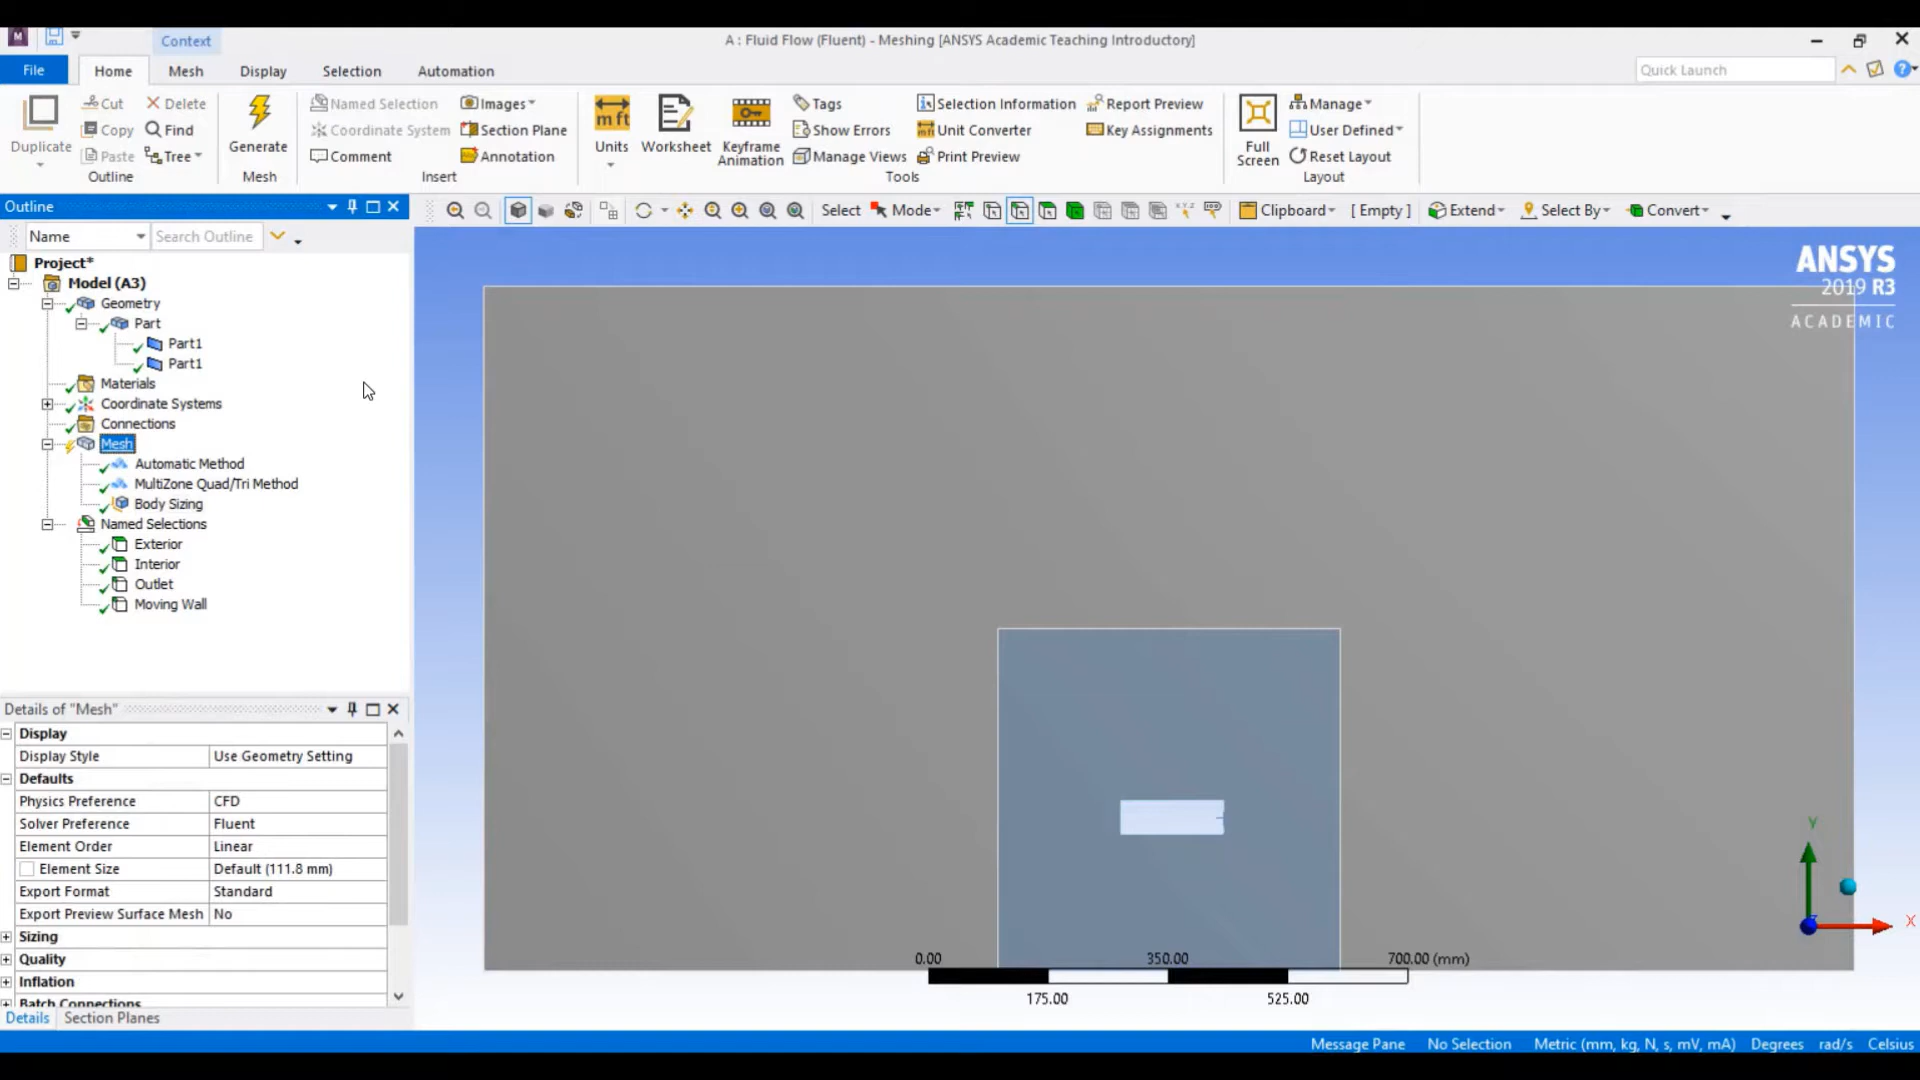 M
Context
A : Fluid Flow (Fluent) - Meshing [ANSYS Academic Teaching Introductory]
File Home Mesh Display Selection Automation
Quick Launch
Duplicate
Cut
Copy
Paste
Delete
Find
Tree
Outline
Generate
Mesh
Named Selection
Coordinate System
Comment
Images
Section Plane
Annotation
Insert
m ft
Units
Worksheet
Keyframe
Animation
Tags
Show Errors
Manage Views
Selection Information
Unit Converter
Print Preview
Report Preview
Key Assignments
Tools
Full
Screen
Manage
User Defined
Reset Layout
Layout
Outline
Name Search Outline
Select Mode Clipboard [ Empty ] Extend Select By Convert
Project*
Model (A3)
Geometry
Part
Part1
Part1
Materials
Coordinate Systems
Connections
Mesh
Automatic Method
MultiZone Quad/Tri Method
Body Sizing
Named Selections
Exterior
Interior
Outlet
Moving Wall
Details of "Mesh"
Display
Display Style Use Geometry Setting
Defaults
Physics Preference CFD
Solver Preference Fluent
Element Order Linear
Element Size Default (111.8 mm)
Export Format Standard
Export Preview Surface Mesh No
Sizing
Quality
Inflation
Batch Connections
Details Section Planes
ANSYS
2019 R3
ACADEMIC
Y
X
0.00 350.00 700.00 (mm)
175.00 525.00
Message Pane No Selection Metric (mm, kg, N, s, mV, mA) Degrees rad/s Celsius